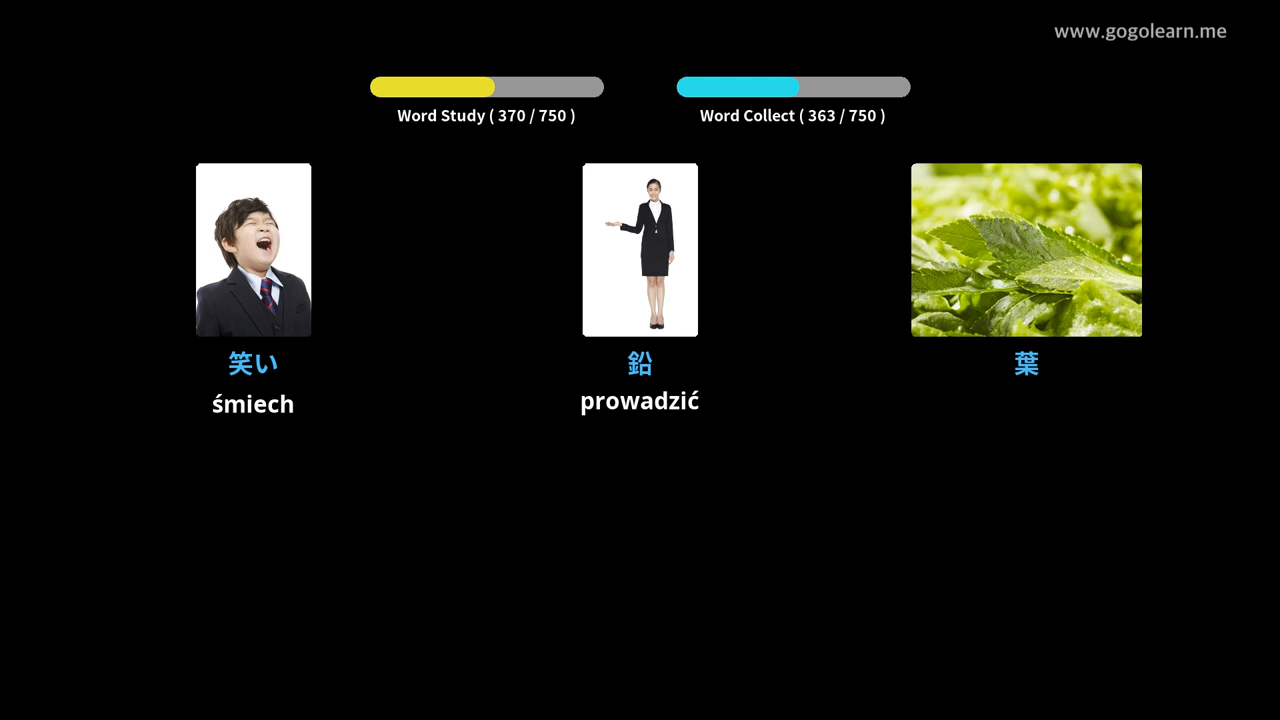 www.gogolearn.me
Word Study ( 370 / 750 )
Word Collect ( 363 / 750 )
笑い
śmiech
鉛
prowadzić
葉